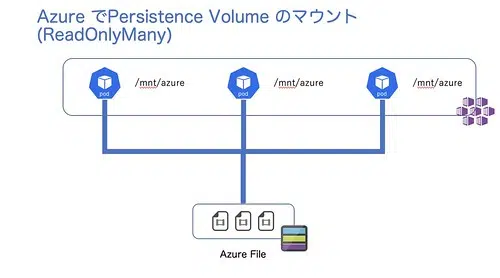 Azure でPersistence Volume のマウント
(ReadOnlyMany)
/mnt/azure /mnt/azure /mnt/azure
pod pod pod
Azure File